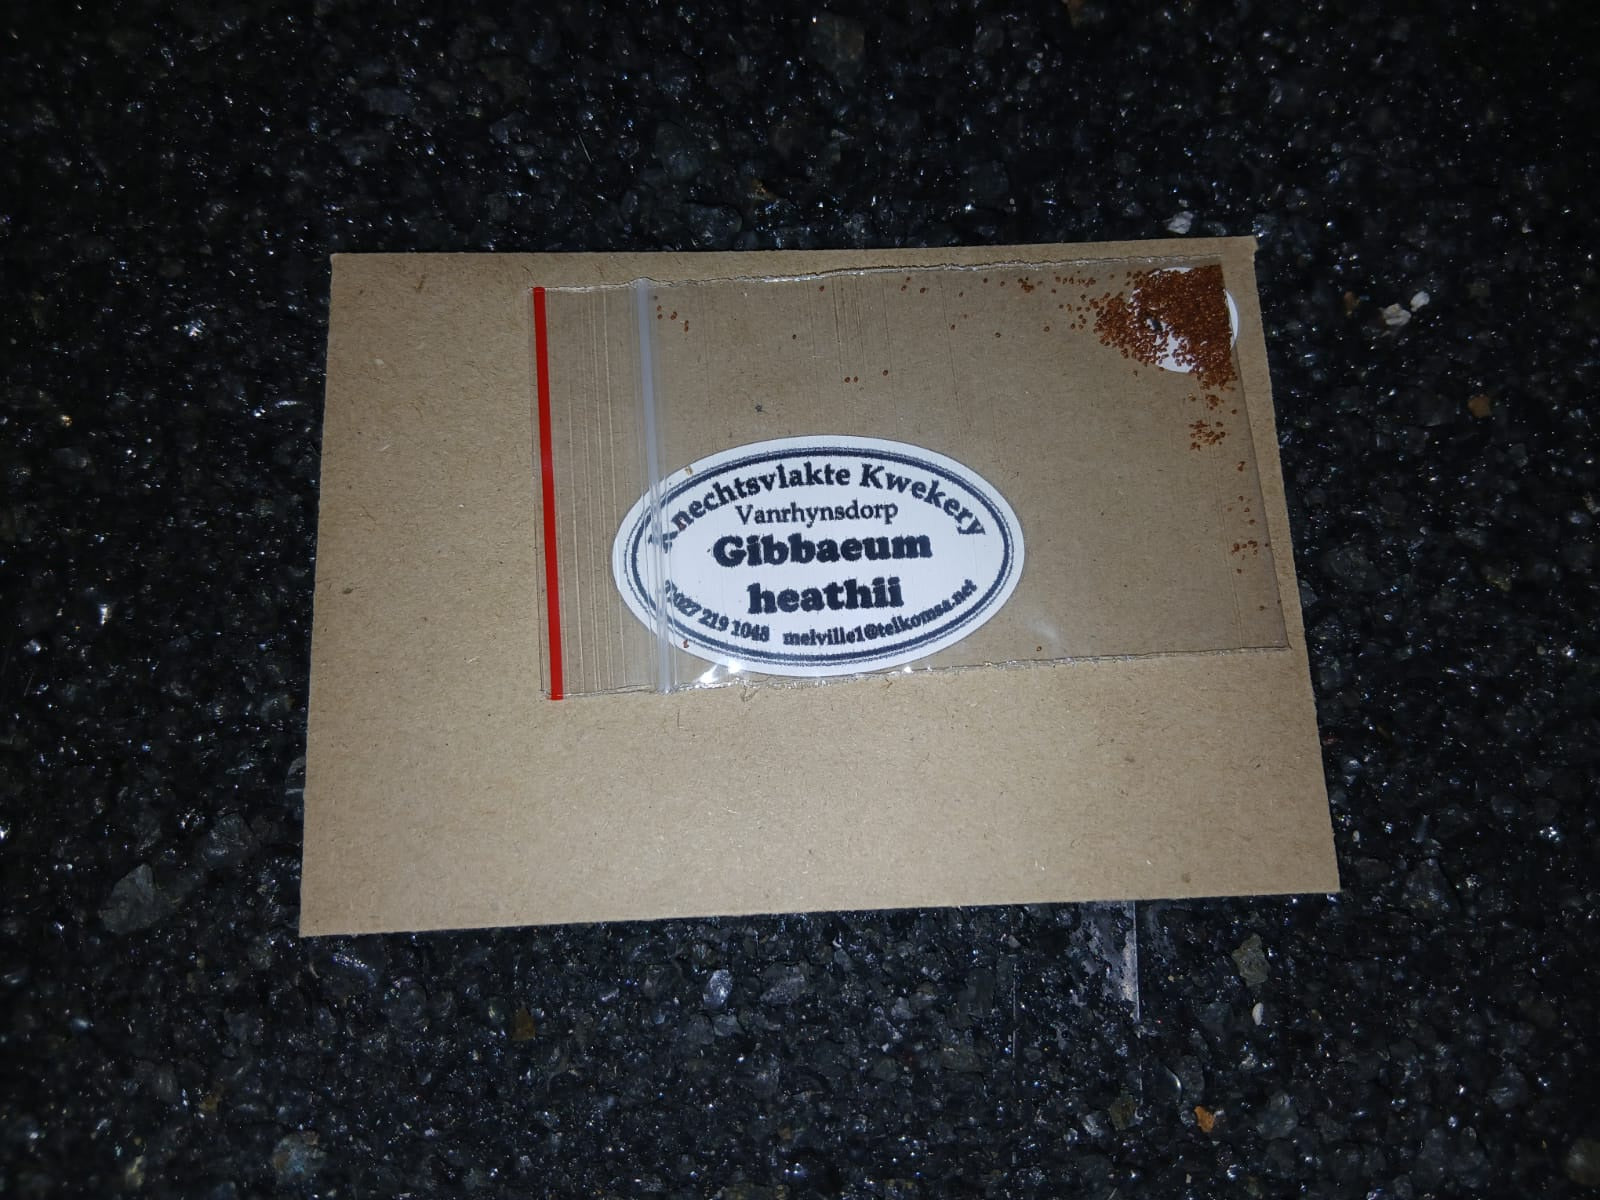 Knechtsvlakte Kwekery
Vanrhynsdorp
Gibbaeum
heathii
027 219 1048 melville1@telkomsa.net